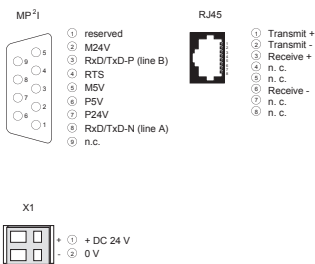 MP²I
5
9
4
8
3
7
2
6
1
1 reserved
2 M24V
3 RxD/TxD-P (line B)
4 RTS
5 M5V
6 P5V
7 P24V
8 RxD/TxD-N (line A)
9 n.c.
RJ45
1 Transmit +
2 Transmit -
3 Receive +
4 n. c.
5 n. c.
6 Receive -
7 n. c.
8 n. c.
X1
+ 1 + DC 24 V
- 2 0 V